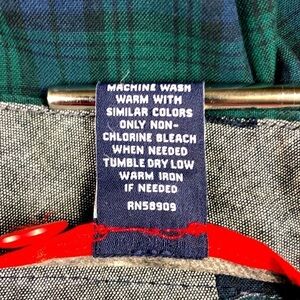 MACHINE WASH
WARM WITH
SIMILAR COLORS
ONLY NON-
CHLORINE BLEACH
WHEN NEEDED
TUMBLE DRY LOW
WARM IRON
IF NEEDED
RN58909